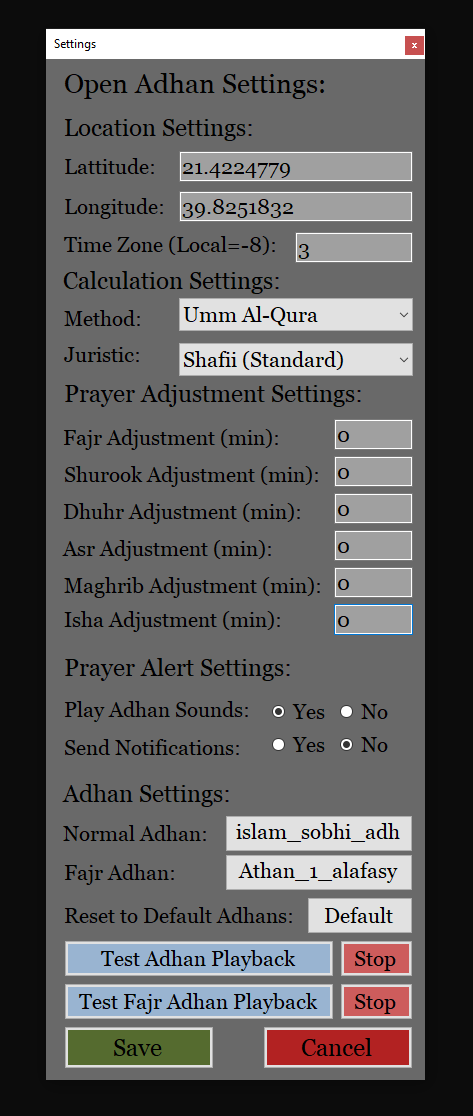 Settings
x
Open Adhan Settings:
Location Settings:
Lattitude: 21.4224779
Longitude: 39.8251832
Time Zone (Local=-8): 3
Calculation Settings:
Method: Umm Al-Qura
Juristic: Shafii (Standard)
Prayer Adjustment Settings:
Fajr Adjustment (min): 0
Shurook Adjustment (min): 0
Dhuhr Adjustment (min): 0
Asr Adjustment (min): 0
Maghrib Adjustment (min): 0
Isha Adjustment (min): 0
Prayer Alert Settings:
Play Adhan Sounds: Yes No
Send Notifications: Yes No
Adhan Settings:
Normal Adhan: islam_sobhi_adh
Fajr Adhan: Athan_1_alafasy
Reset to Default Adhans: Default
Test Adhan Playback Stop
Test Fajr Adhan Playback Stop
Save Cancel